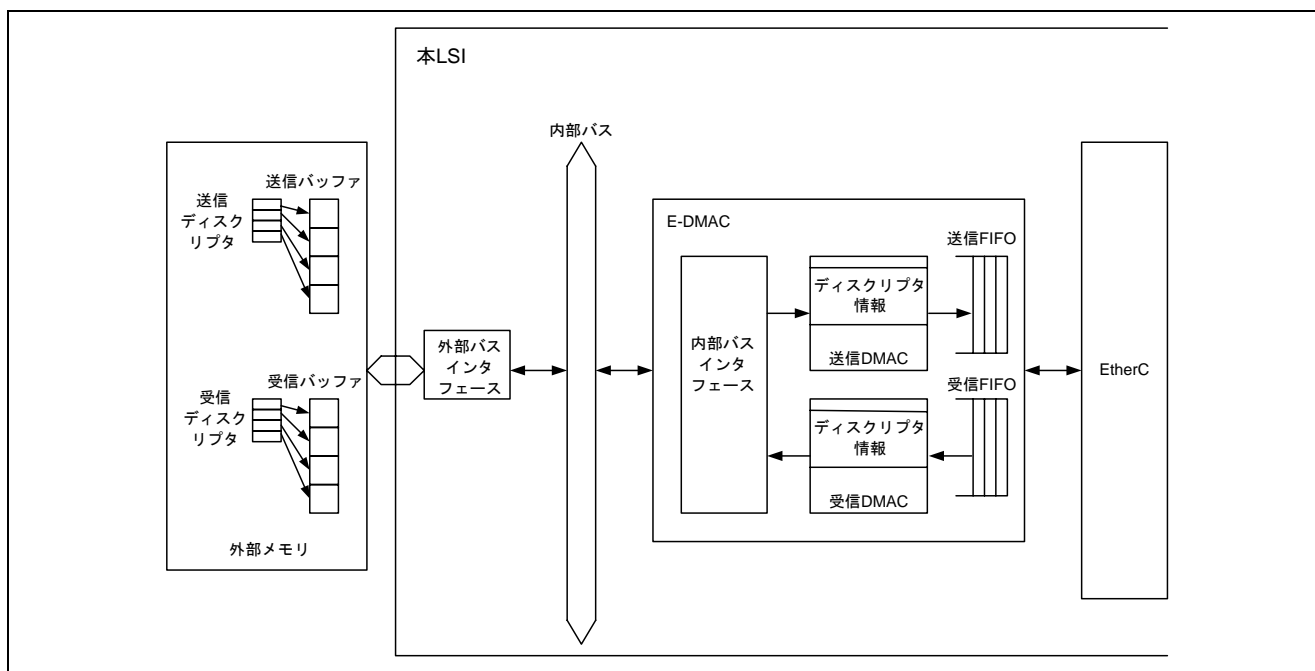 本LSI
内部バス
送信バッファ
送信
ディスク
リプタ
受信バッファ
受信
ディスク
リプタ
外部メモリ
外部バス
インタ
フェース
E-DMAC
内部バス
インタ
フェース
ディスクリプタ
情報
送信DMAC
送信FIFO
ディスクリプタ
情報
受信DMAC
受信FIFO
EtherC